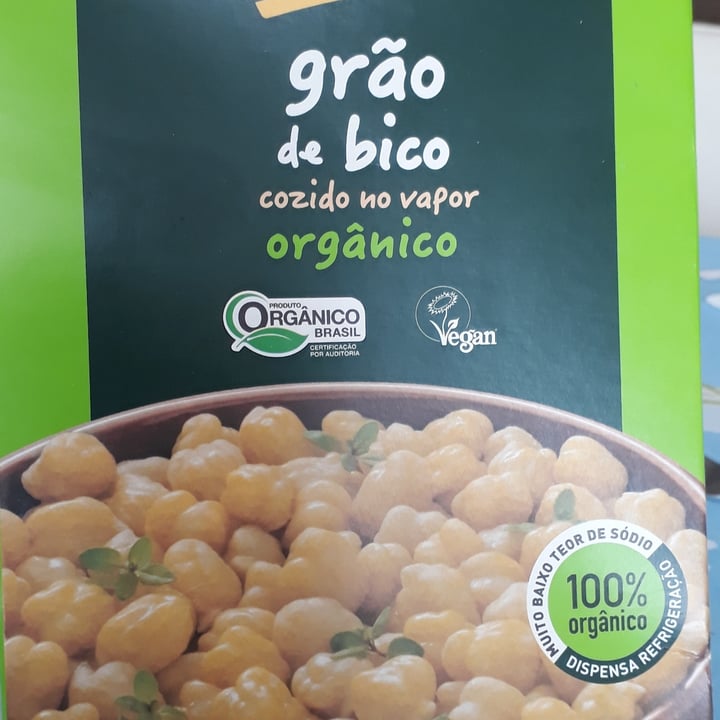 grão
de bico
cozido no vapor
orgânico
PRODUTO
ORGÂNICO
BRASIL
CERTIFICAÇÃO
POR AUDITORIA
Vegan
MUITO BAIXO TEOR DE SÓDIO
100%
orgânico
DISPENSA REFRIGERAÇÃO